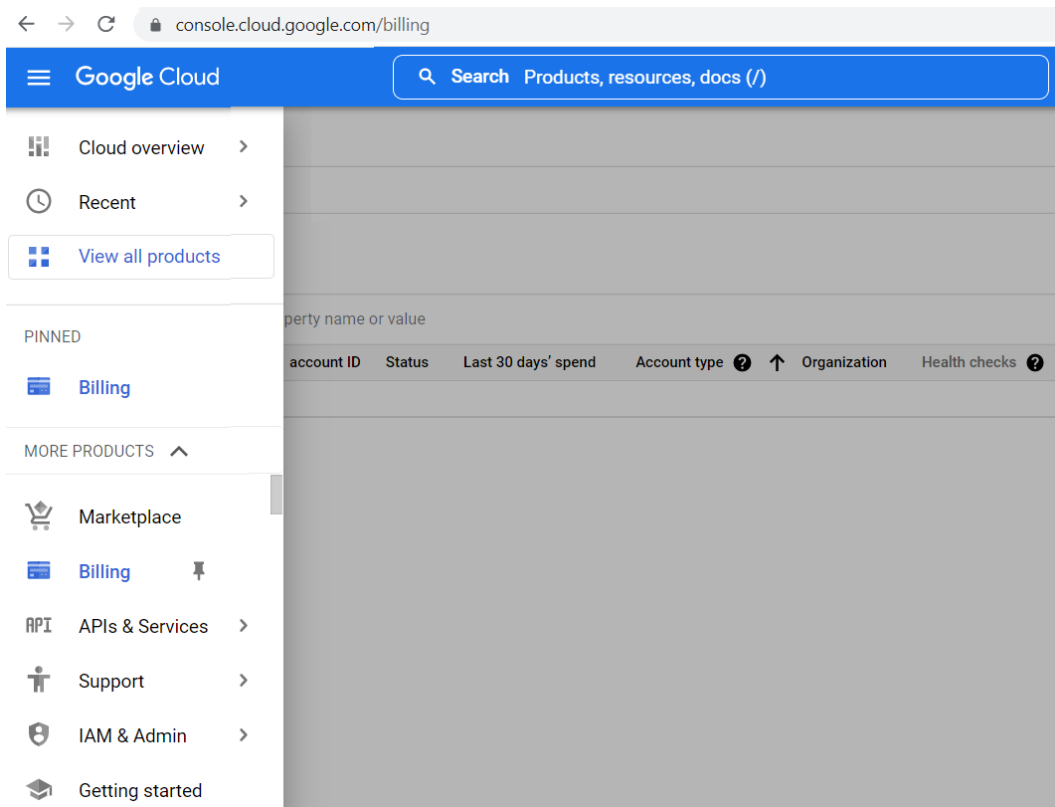 console.cloud.google.com/billing
Google Cloud
Search Products, resources, docs (/)
Cloud overview
Recent
View all products
PINNED
Billing
MORE PRODUCTS
Marketplace
Billing
API APIs & Services
Support
IAM & Admin
Getting started
perty name or value
account ID Status Last 30 days' spend Account type ? Organization Health checks ?